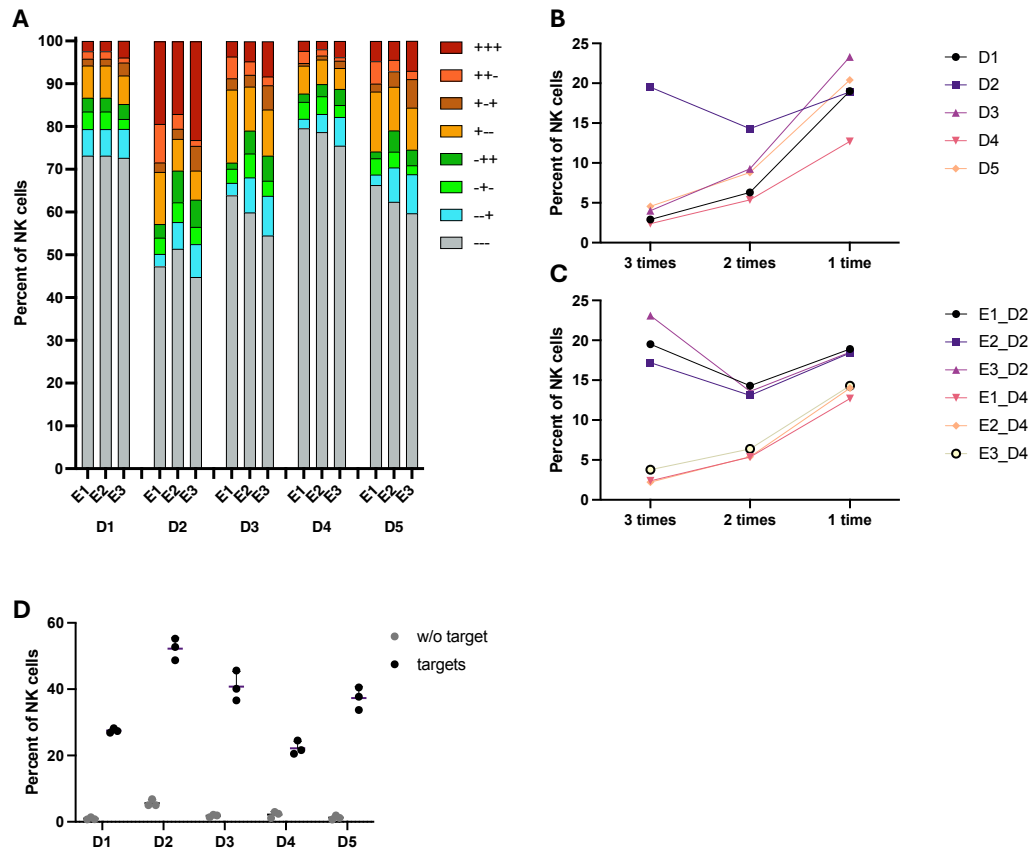 A
Percent of NK cells
100
90
80
70
60
50
40
30
20
10
0
E1 E2 E3 E1 E2 E3 E1 E2 E3 E1 E2 E3 E1 E2 E3
D1 D2 D3 D4 D5
+++
++-
+-+
+--
-++
-+-
--+
---
B
Percent of NK cells
25
20
15
10
5
0
3 times 2 times 1 time
D1
D2
D3
D4
D5
C
Percent of NK cells
25
20
15
10
5
0
3 times 2 times 1 time
E1_D2
E2_D2
E3_D2
E1_D4
E2_D4
E3_D4
D
Percent of NK cells
60
40
20
0
D1 D2 D3 D4 D5
w/o target
targets